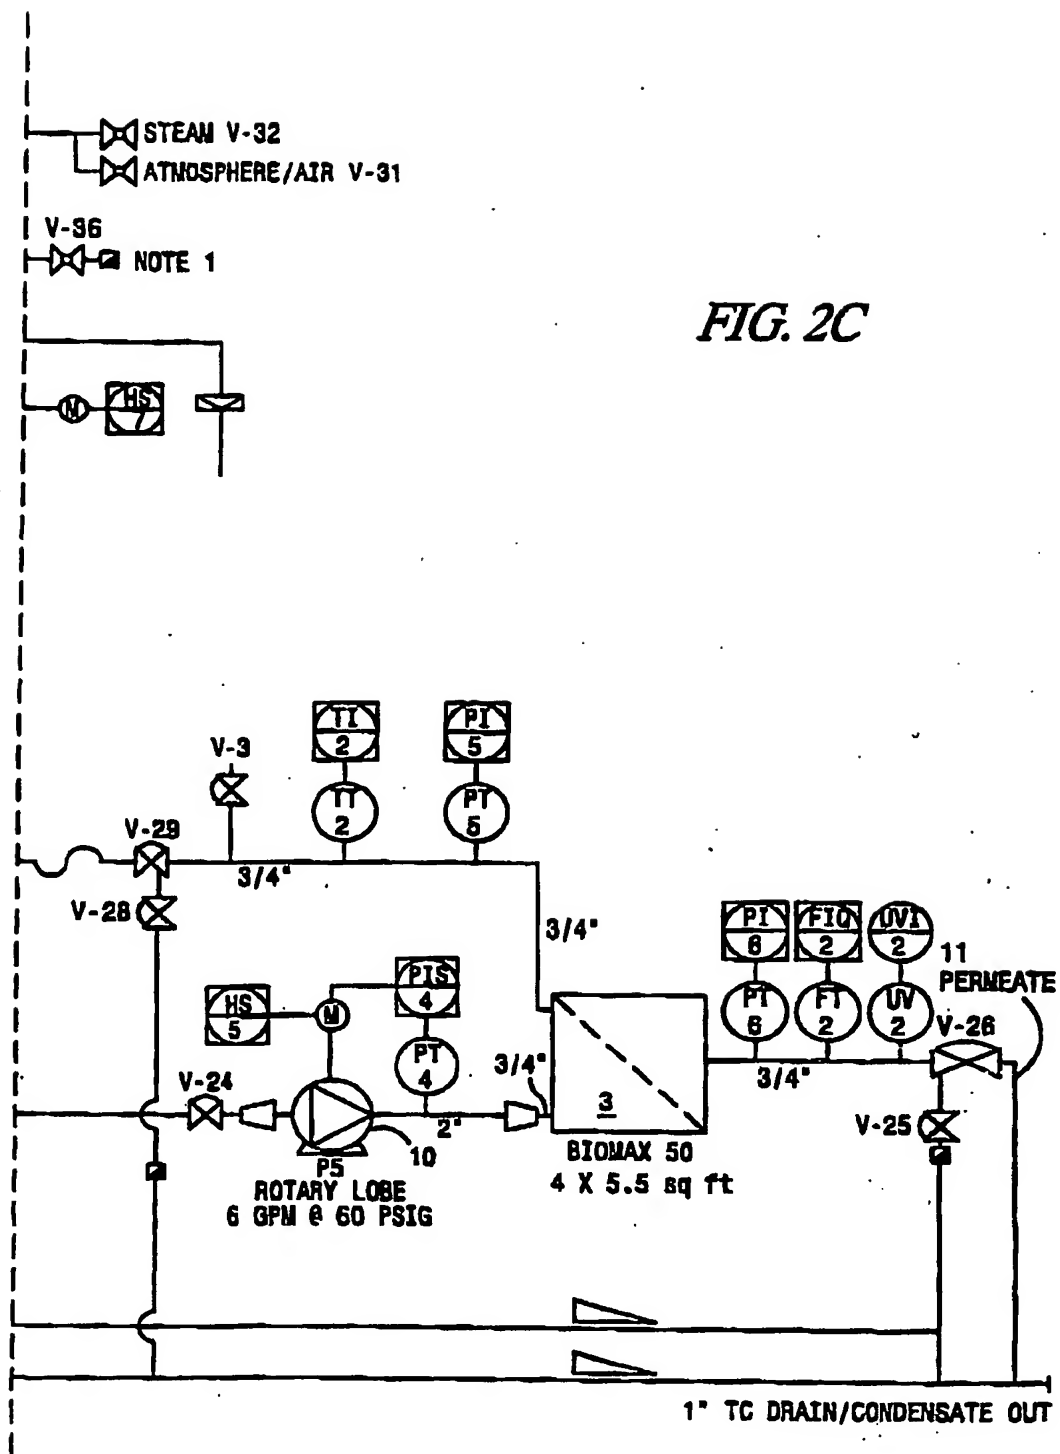 STEAM V-32
ATMOSPHERE/AIR V-31
V-36
NOTE 1
FIG. 2C
M
HS
7
TI
2
PI
5
V-3
TT
2
PT
5
V-29
3/4"
V-28
3/4"
PI
6
FIQ
2
UVI
2
11
PERMEATE
PIS
4
HS
5
M
PT
6
FT
2
UV
2
V-26
PT
4
3/4"
3/4"
V-24
2"
10
3
V-25
P5
ROTARY LOBE
6 GPM @ 60 PSIG
BIOMAX 50
4 X 5.5 sq ft
1" TC DRAIN/CONDENSATE OUT